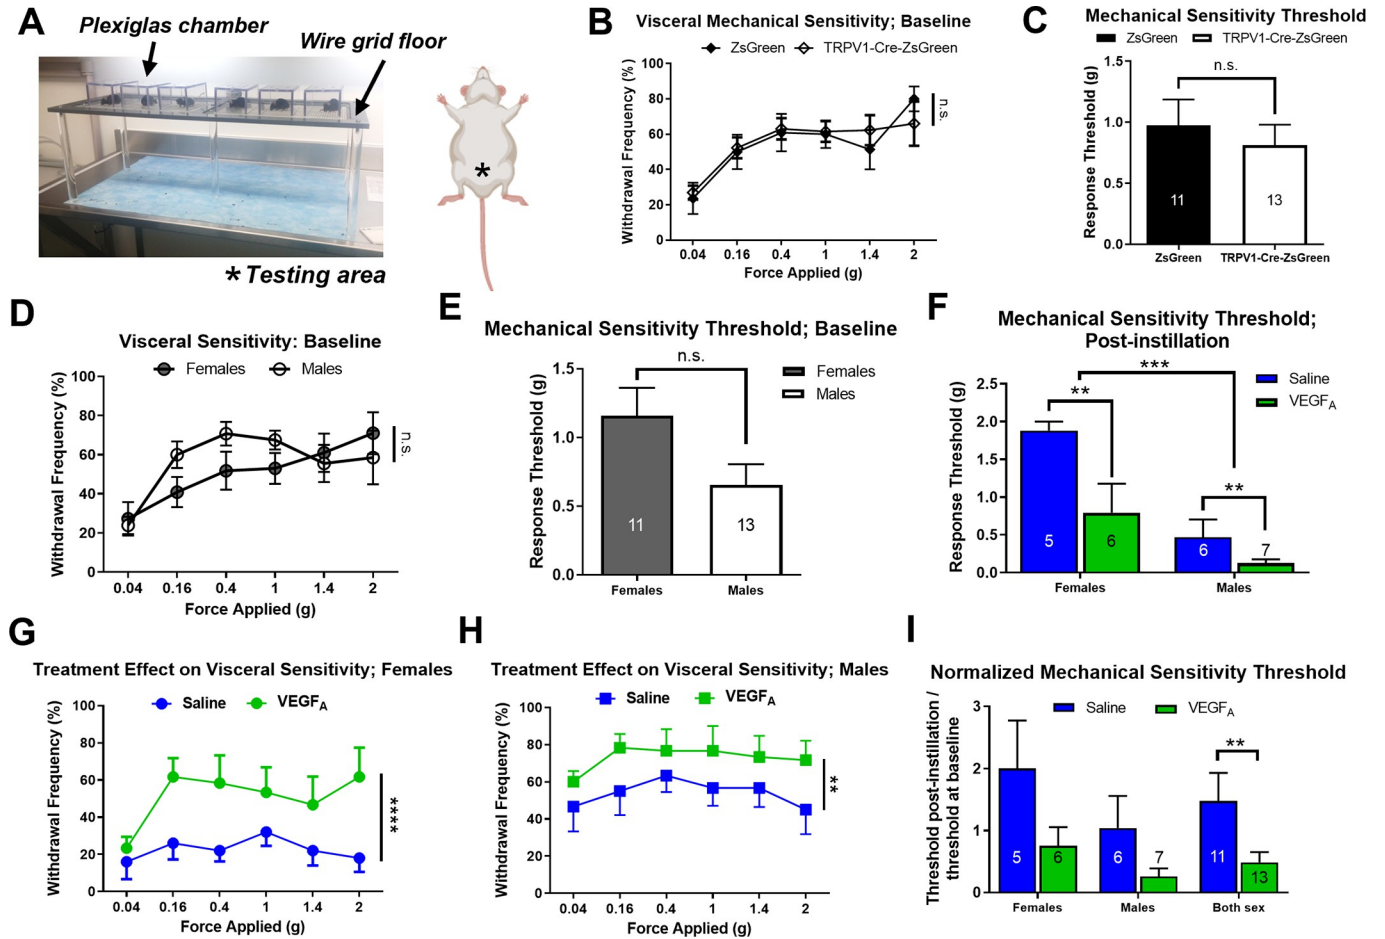 A
Plexiglas chamber
Wire grid floor
*
* Testing area
B
Visceral Mechanical Sensitivity; Baseline
ZsGreen TRPV1-Cre-ZsGreen
Withdrawal Frequency (%)
100
80
60
40
20
0
n.s.
0.04 0.16 0.4 1 1.4 2
Force Applied (g)
C
Mechanical Sensitivity Threshold
ZsGreen TRPV1-Cre-ZsGreen
Response Threshold (g)
1.5
1.0
0.5
0.0
n.s.
11 13
ZsGreen TRPV1-Cre-ZsGreen
D
Visceral Sensitivity: Baseline
Females Males
Withdrawal Frequency (%)
100
80
60
40
20
0
n.s.
0.04 0.16 0.4 1 1.4 2
Force Applied (g)
E
Mechanical Sensitivity Threshold; Baseline
Females
Males
Response Threshold (g)
1.5
1.0
0.5
0.0
n.s.
11 13
Females Males
F
Mechanical Sensitivity Threshold;
Post-instillation
Saline
VEGFA
Response Threshold (g)
2.5
2.0
1.5
1.0
0.5
0.0
***
**
**
5 6 6 7
Females Males
G
Treatment Effect on Visceral Sensitivity; Females
Saline VEGFA
Withdrawal Frequency (%)
100
80
60
40
20
0
****
0.04 0.16 0.4 1 1.4 2
Force Applied (g)
H
Treatment Effect on Visceral Sensitivity; Males
Saline VEGFA
Withdrawal Frequency (%)
100
80
60
40
20
0
**
0.04 0.16 0.4 1 1.4 2
Force Applied (g)
I
Normalized Mechanical Sensitivity Threshold
Saline VEGFA
Threshold post-instillation /
threshold at baseline
3
2
1
0
**
5 6 6 7 11 13
Females Males Both sex